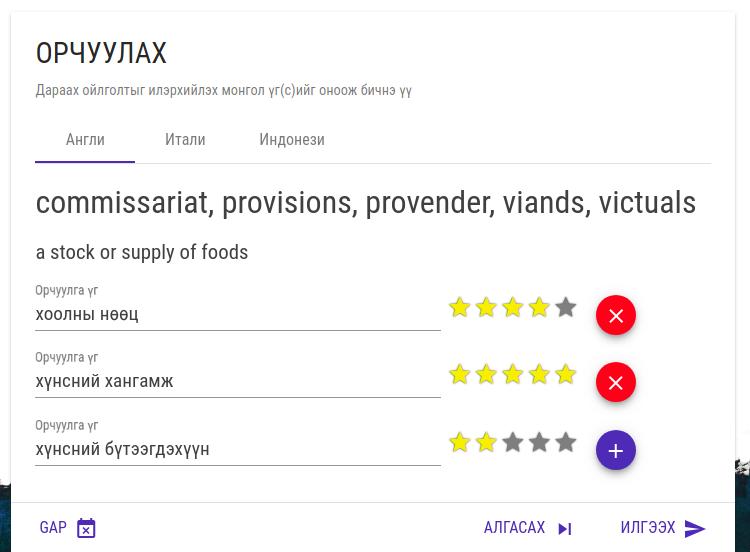 ОРЧУУЛАХ
Дараах ойлголтыг илэрхийлэх монгол үг(с)ийг оноож бичнэ үү
Англи Итали Индонези
commissariat, provisions, provender, viands, victuals
a stock or supply of foods
Орчуулга үг
хоолны нөөц
Орчуулга үг
хүнсний хангамж
Орчуулга үг
хүнсний бүтээгдэхүүн
GAP АЛГАСАХ ИЛГЭЭХ